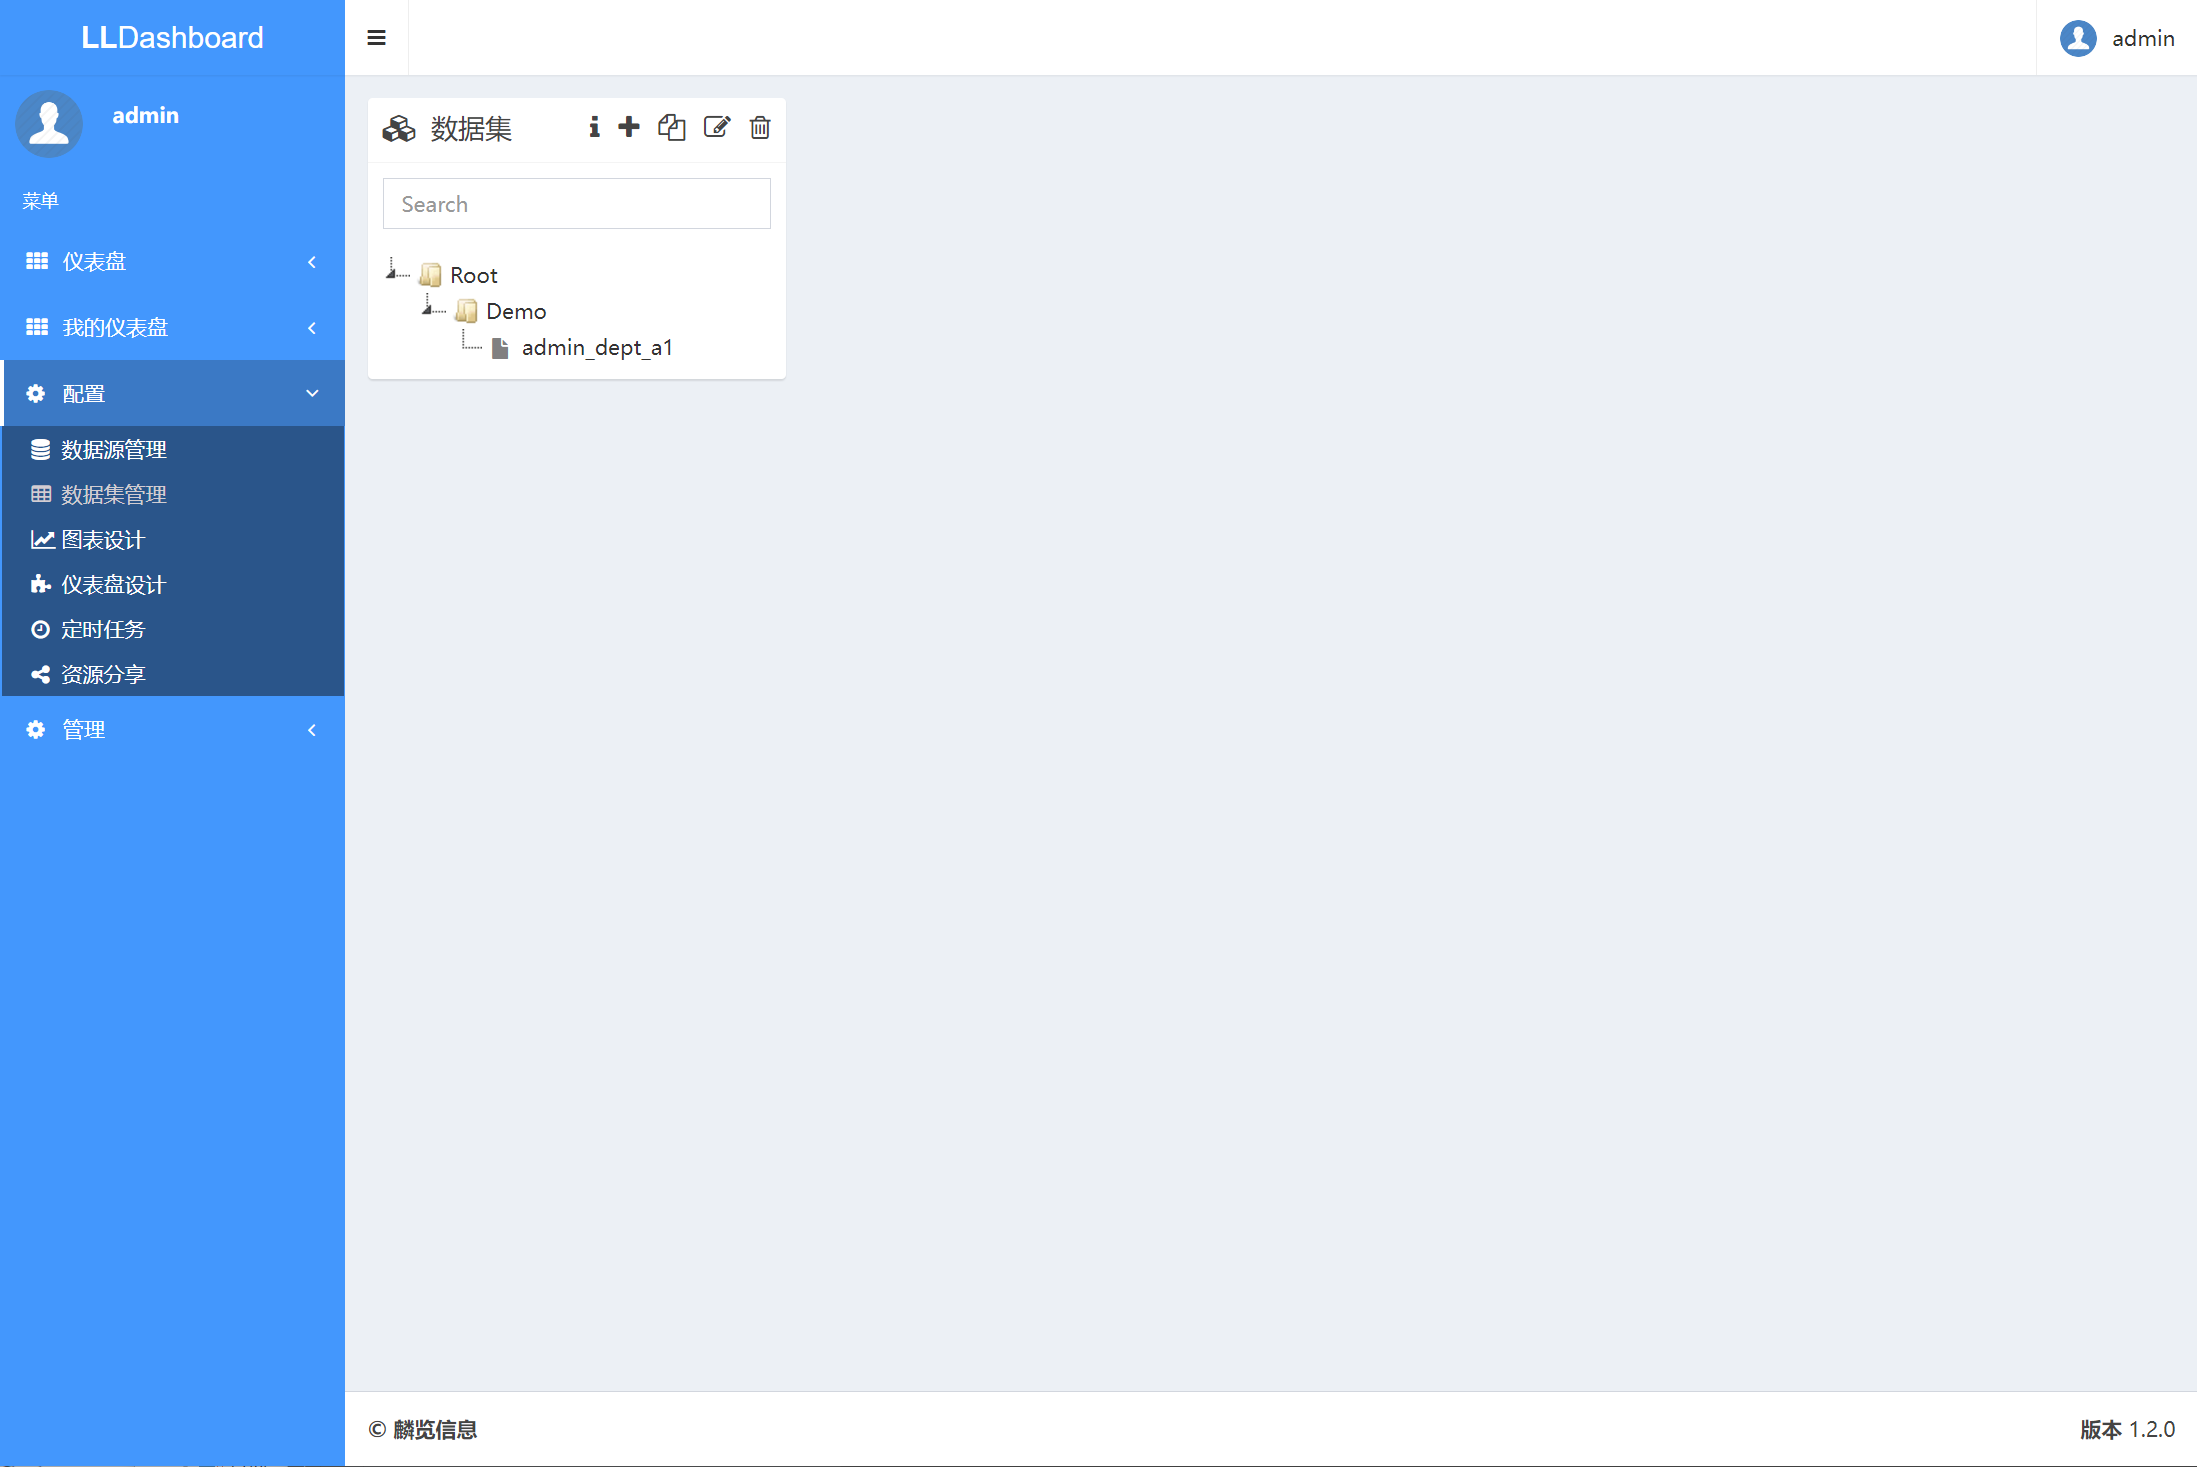 LLDashboard
admin
admin
菜单
仪表盘
我的仪表盘
配置
数据源管理
数据集管理
图表设计
仪表盘设计
定时任务
资源分享
管理
数据集
Search
Root
Demo
admin_dept_a1
© 麟览信息
版本 1.2.0